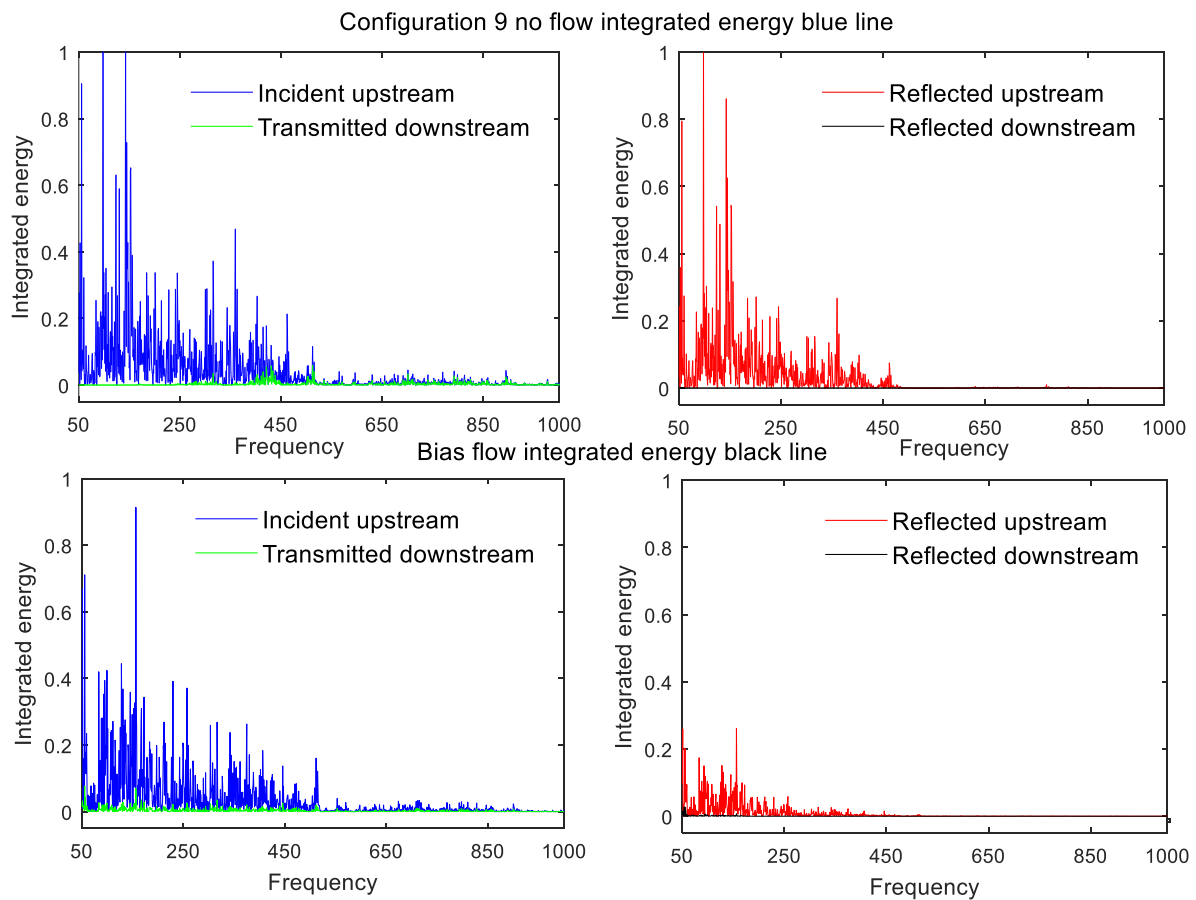 Configuration 9 no flow integrated energy blue line
Integrated energy
1
0.8
0.6
0.4
0.2
0
Incident upstream
Transmitted downstream
50 250 450 650 850 1000
Frequency
Integrated energy
1
0.8
0.6
0.4
0.2
0
Reflected upstream
Reflected downstream
50 250 450 650 850 1000
Frequency
Bias flow integrated energy black line
Integrated energy
1
0.8
0.6
0.4
0.2
0
Incident upstream
Transmitted downstream
50 250 450 650 850 1000
Frequency
Integrated energy
1
0.8
0.6
0.4
0.2
0
Reflected upstream
Reflected downstream
50 250 450 650 850 1000
Frequency